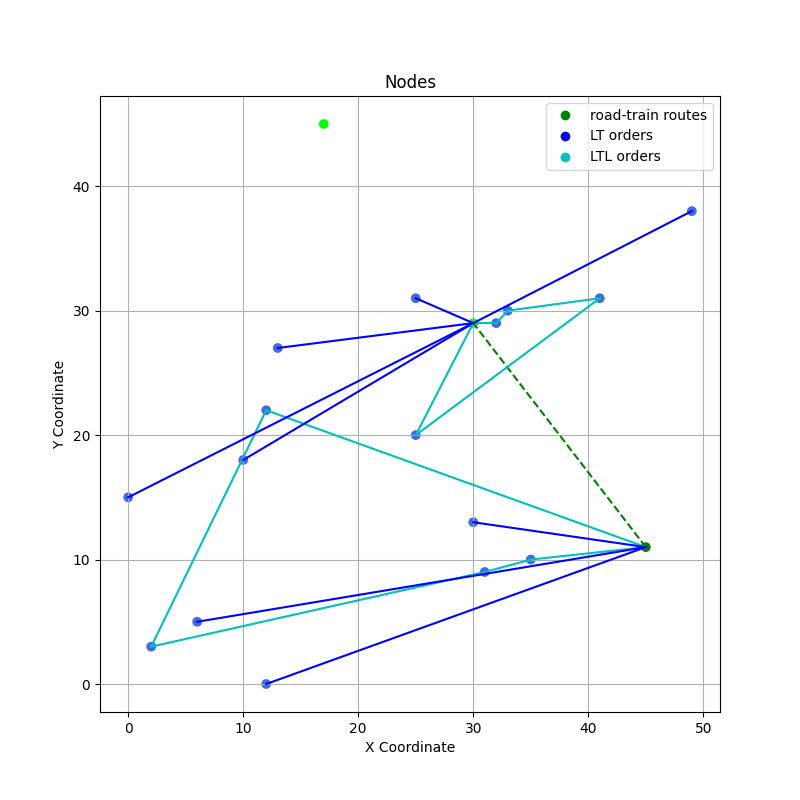 Nodes
road-train routes
LT orders
LTL orders
40
30
20
10
0
Y Coordinate
0 10 20 30 40 50
X Coordinate